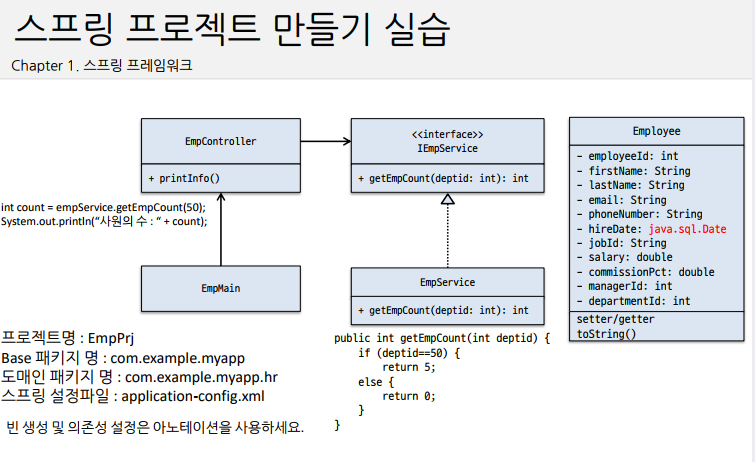 스프링 프로젝트 만들기 실습
Chapter 1. 스프링 프레임워크
EmpController
+ printInfo()
<<interface>>
IEmpService
+ getEmpCount(deptid: int): int
Employee
- employeeId: int
- firstName: String
- lastName: String
- email: String
- phoneNumber: String
- hireDate: java.sql.Date
- jobId: String
- salary: double
- commissionPct: double
- managerId: int
- departmentId: int
setter/getter
toString()
int count = empService.getEmpCount(50);
System.out.println(“사원의 수 : “ + count);
EmpMain
EmpService
+ getEmpCount(deptid: int): int
public int getEmpCount(int deptid) {
if (deptid==50) {
return 5;
else {
return 0;
}
}
프로젝트명 : EmpPrj
Base 패키지 명 : com.example.myapp
도메인 패키지 명 : com.example.myapp.hr
스프링 설정파일 : application-config.xml
빈 생성 및 의존성 설정은 아노테이션을 사용하세요.